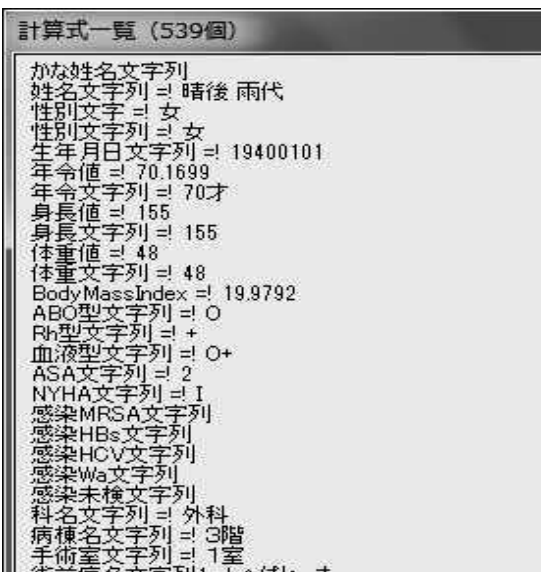 計算式一覧（539個）
かな姓名文字列
姓名文字列 =! 晴後 雨代
性別文字 =! 女
性別文字列 =! 女
生年月日文字列 =! 19400101
年令値 =! 70.1699
年令文字列 =! 70才
身長値 =! 155
身長文字列 =! 155
体重値 =! 48
体重文字列 =! 48
BodyMassIndex =! 19.9792
ABO型文字列 =! O
Rh型文字列 =! +
血液型文字列 =! O+
ASA文字列 =! 2
NYHA文字列 =! I
感染MRSA文字列
感染HBs文字列
感染HCV文字列
感染Wa文字列
感染未検文字列
科名文字列 =! 外科
病棟名文字列 =! 3階
手術室文字列 =! 1室